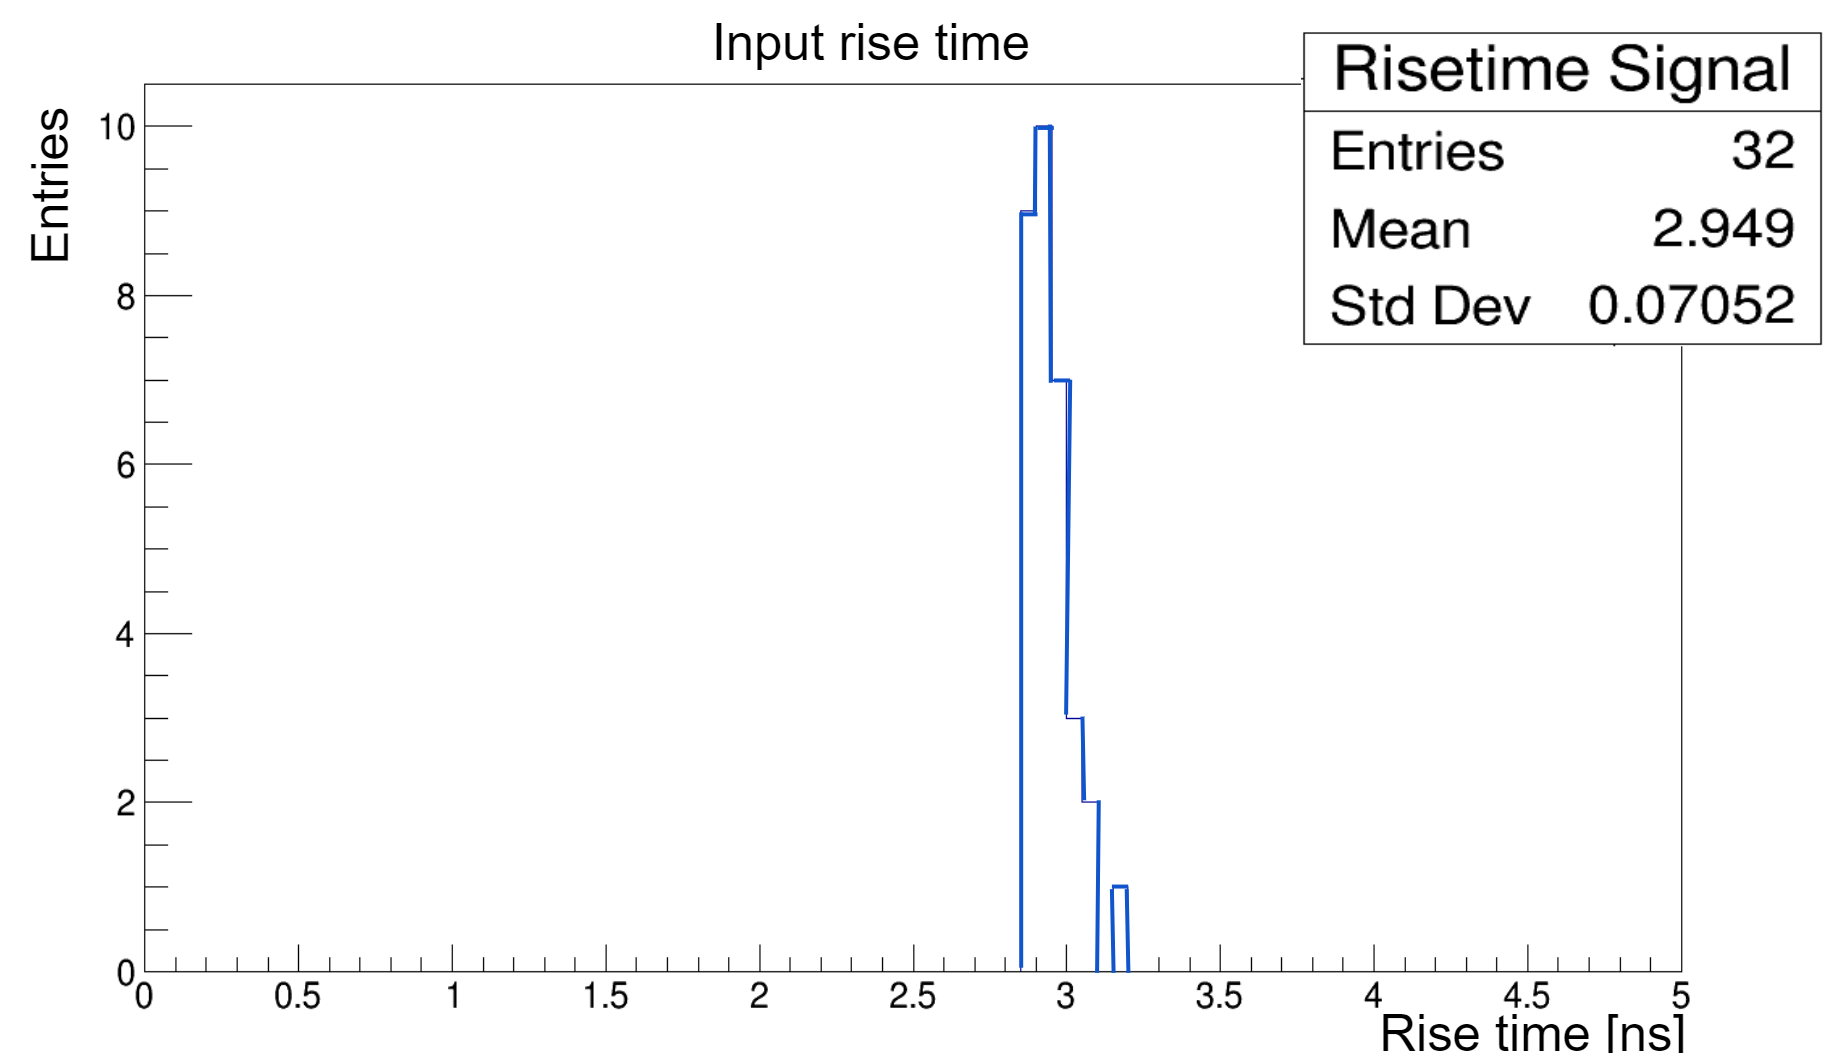 Input rise time
Risetime Signal
Entries 32
Mean 2.949
Std Dev 0.07052
Entries
10
8
6
4
2
0
0 0.5 1 1.5 2 2.5 3 3.5 4 4.5 5
Rise time [ns]